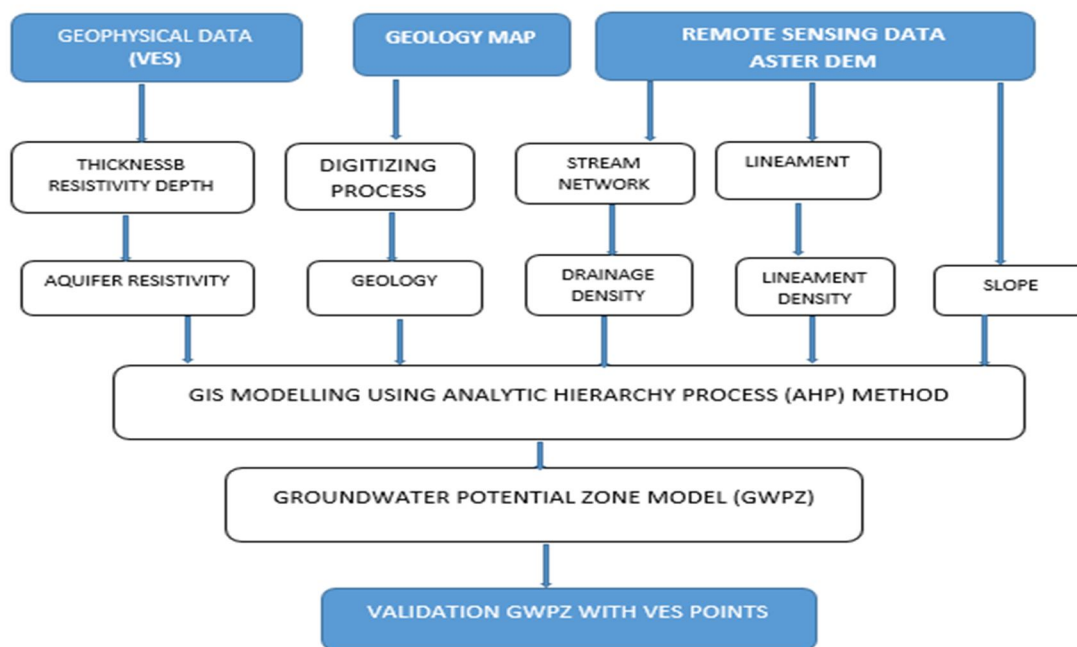 GEOPHYSICAL DATA
(VES)
GEOLOGY MAP
REMOTE SENSING DATA
ASTER DEM
THICKNESSB
RESISTIVITY DEPTH
DIGITIZING
PROCESS
STREAM
NETWORK
LINEAMENT
AQUIFER RESISTIVITY
GEOLOGY
DRAINAGE
DENSITY
LINEAMENT
DENSITY
SLOPE
GIS MODELLING USING ANALYTIC HIERARCHY PROCESS (AHP) METHOD
GROUNDWATER POTENTIAL ZONE MODEL (GWPZ)
VALIDATION GWPZ WITH VES POINTS